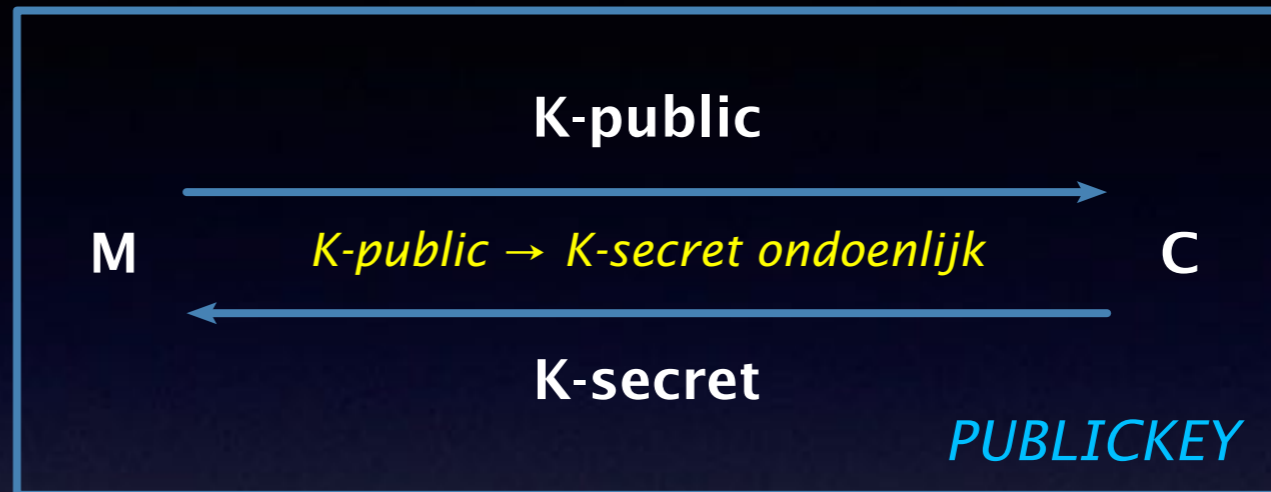 K-public
M K-public → K-secret ondoenlijk C
K-secret
PUBLICKEY